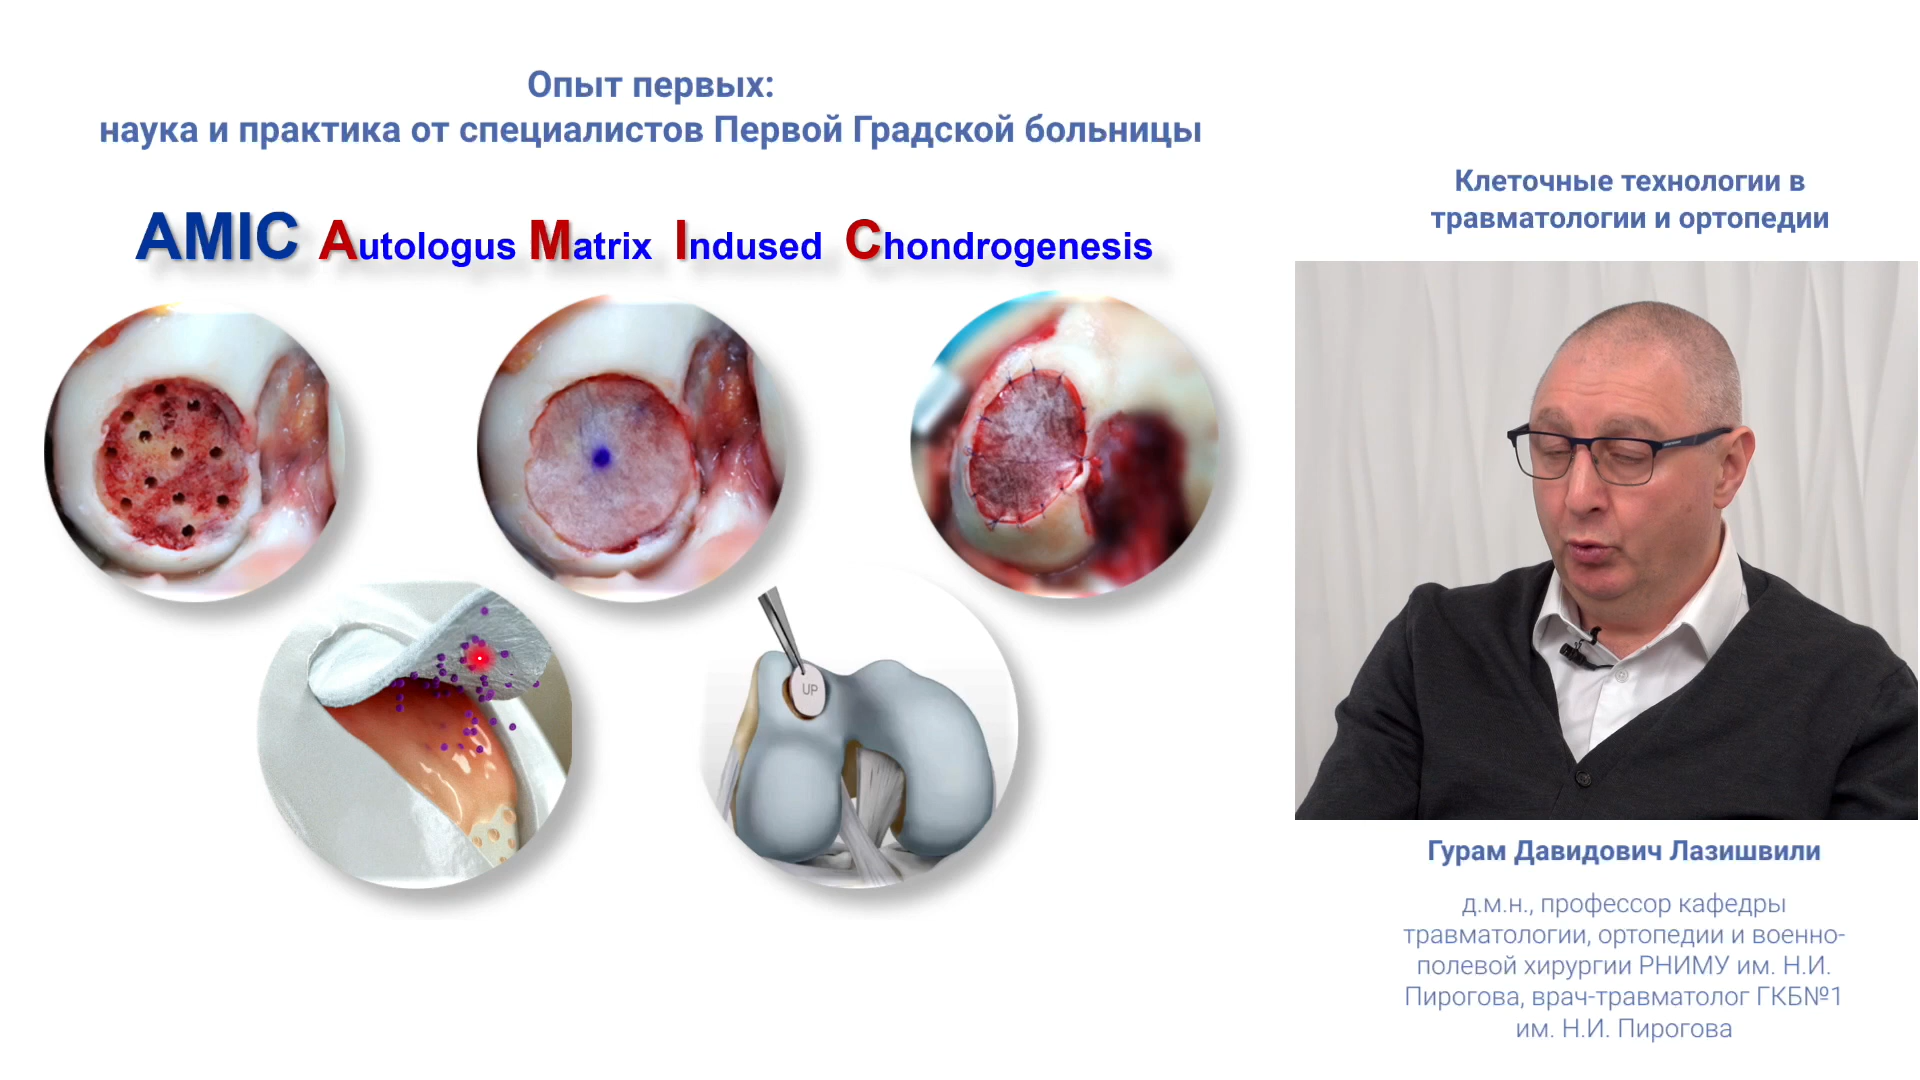 Опыт первых:
наука и практика от специалистов Первой Градской больницы
AMIC Autologus Matrix Indused Chondrogenesis
UP
Клеточные технологии в
травматологии и ортопедии
Гурам Давидович Лазишвили
д.м.н., профессор кафедры
травматологии, ортопедии и военно-
полевой хирургии РНИМУ им. Н.И.
Пирогова, врач-травматолог ГКБ№1
им. Н.И. Пирогова